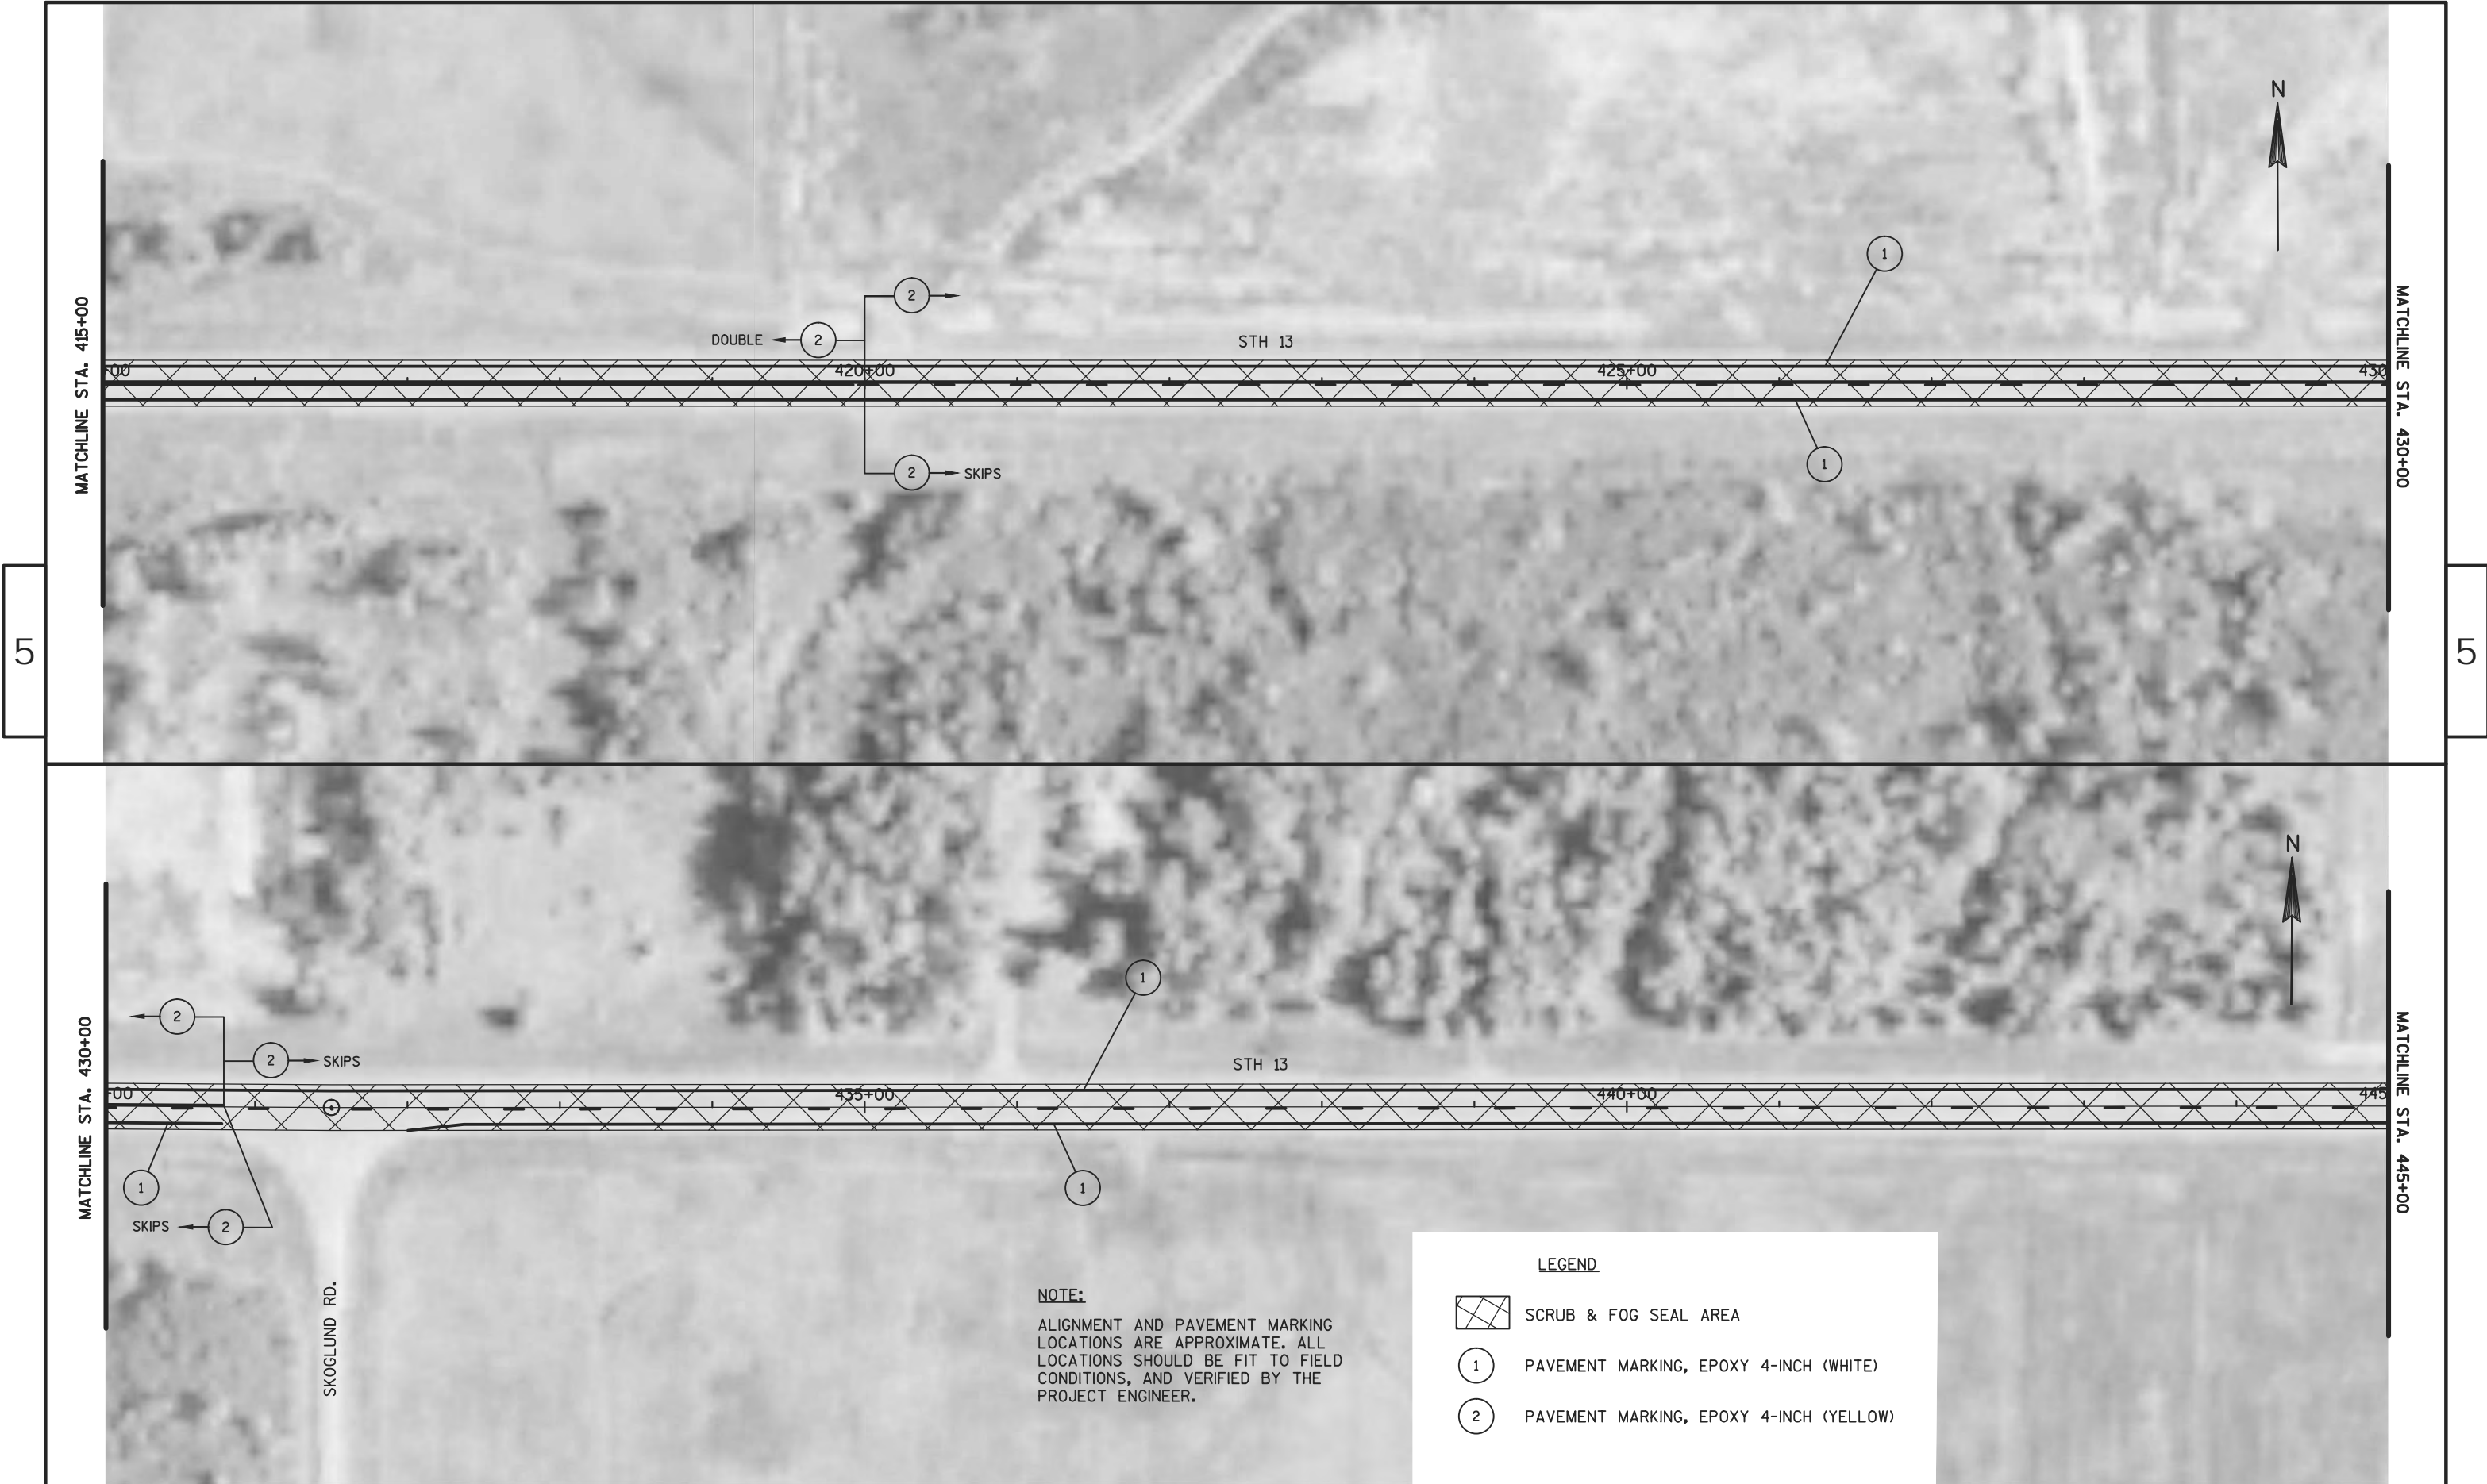 N
1
2
DOUBLE
2
STH 13
00
420+00
425+00
430
MATCHLINE STA. 415+00
MATCHLINE STA. 430+00
2
SKIPS
1
5
5
N
1
2
2
SKIPS
STH 13
00
435+00
440+00
445
MATCHLINE STA. 430+00
MATCHLINE STA. 445+00
1
1
SKIPS
2
SKOGLUND RD.
NOTE:
ALIGNMENT AND PAVEMENT MARKING
LOCATIONS ARE APPROXIMATE. ALL
LOCATIONS SHOULD BE FIT TO FIELD
CONDITIONS, AND VERIFIED BY THE
PROJECT ENGINEER.
LEGEND
SCRUB & FOG SEAL AREA
1 PAVEMENT MARKING, EPOXY 4-INCH (WHITE)
2 PAVEMENT MARKING, EPOXY 4-INCH (YELLOW)